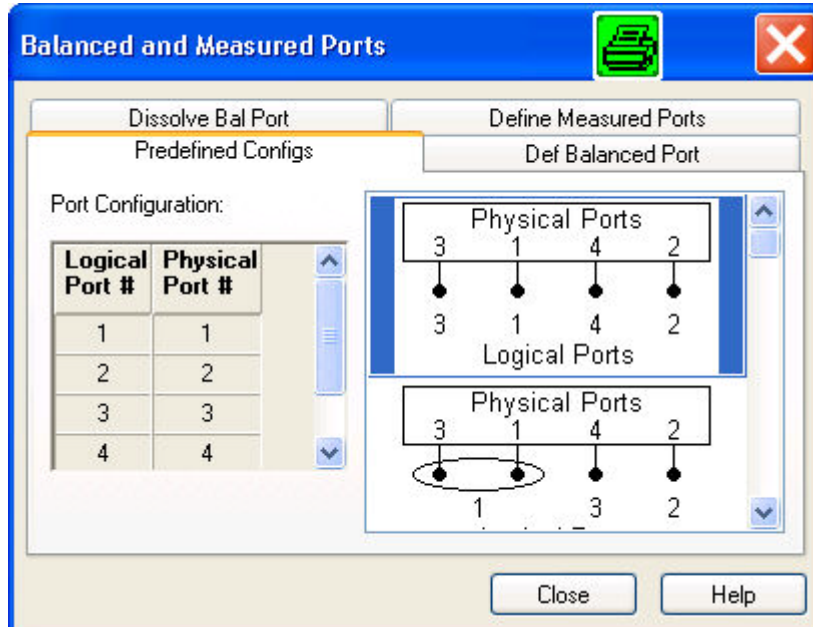 Balanced and Measured Ports
Dissolve Bal Port
Define Measured Ports
Predefined Configs
Def Balanced Port
Port Configuration:
Logical Port # Physical Port #
1 1
2 2
3 3
4 4
Physical Ports
3 1 4 2
3 1 4 2
Logical Ports
Physical Ports
3 1 4 2
1 3 2
Close
Help